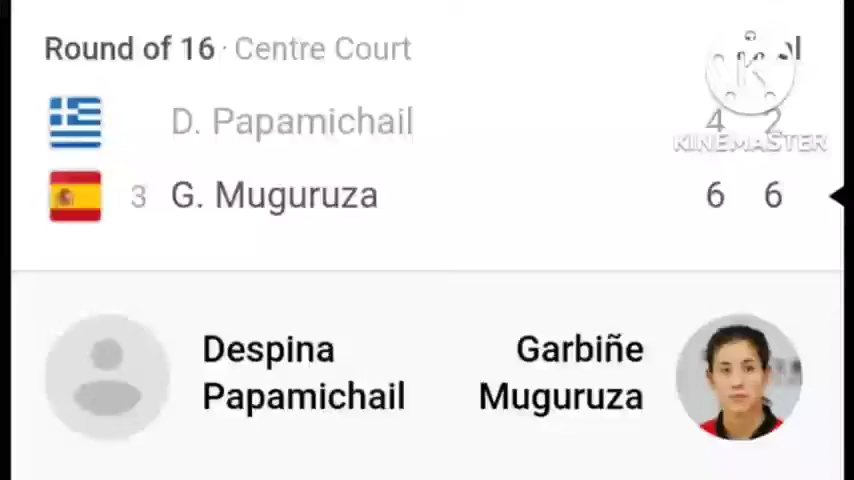 Round of 16 · Centre Court
D. Papamichail 4 2
3 G. Muguruza 6 6
KINEMASTER
Despina Papamichail
Garbiñe Muguruza